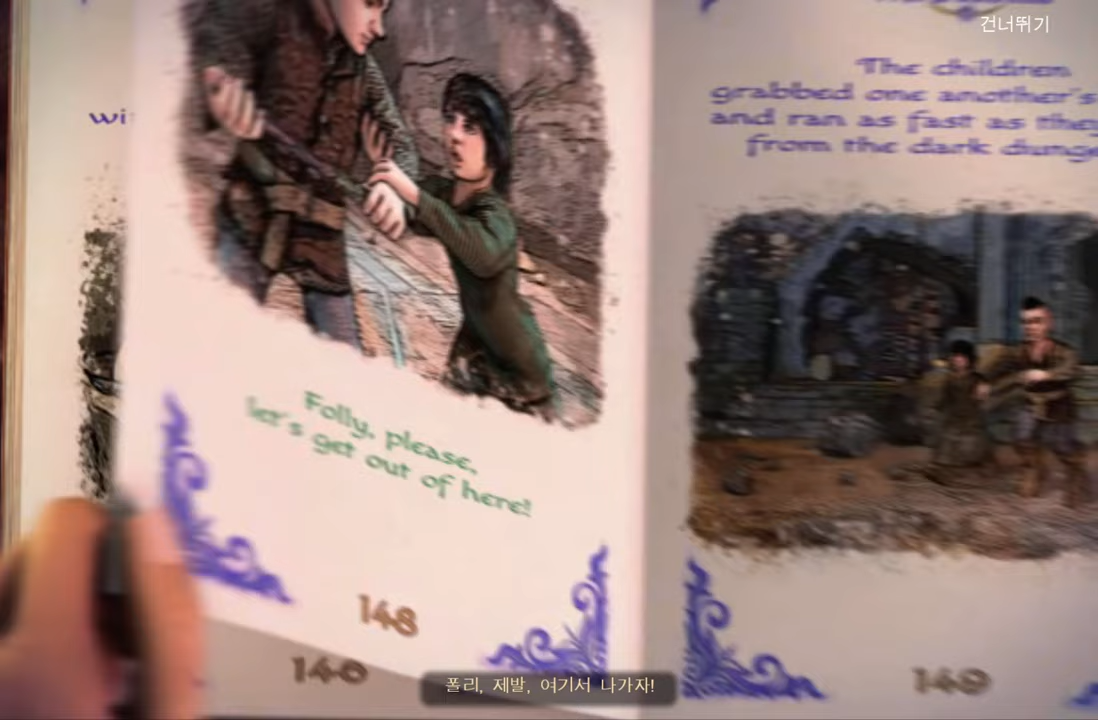 건너뛰기
The children
grabbed one another's
and ran as fast as they
from the dark
Folly, please,
let's get out of here!
148
140
149
폴리, 제발, 여기서 나가자!